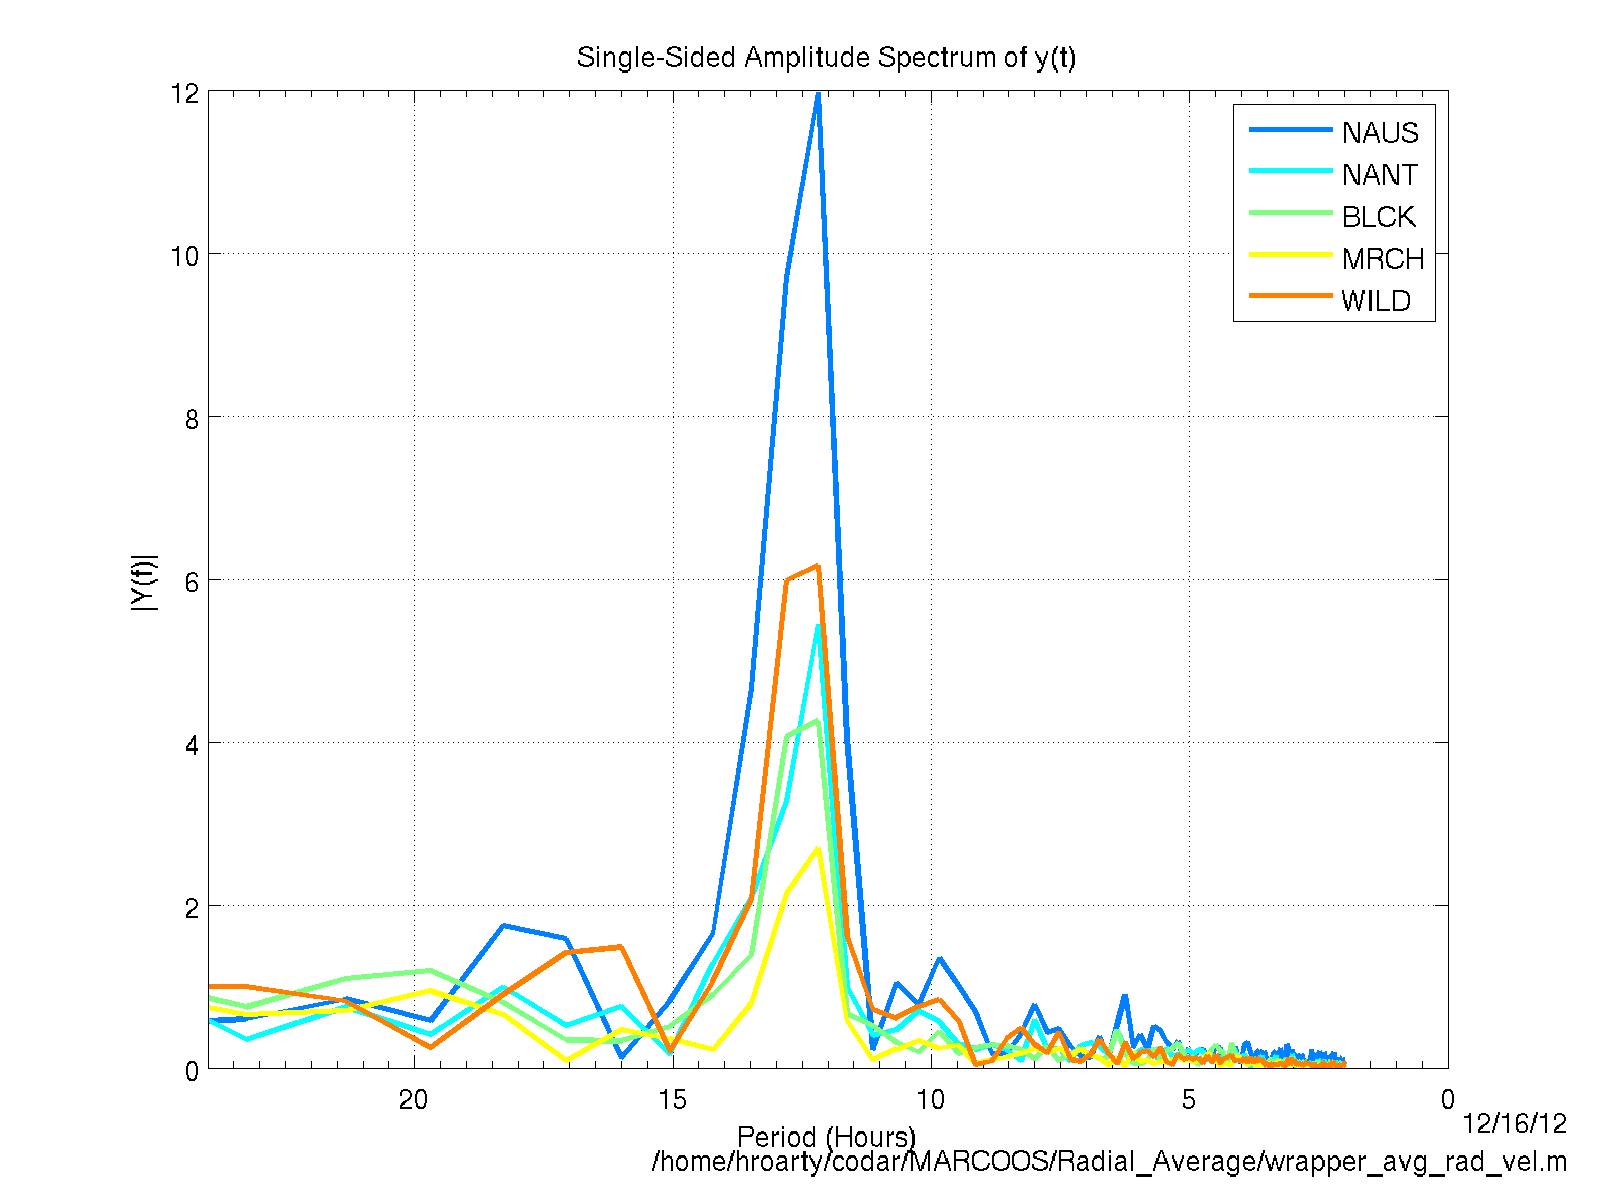 Single-Sided Amplitude Spectrum of y(t)
12
10
8
6
4
2
0
|Y(f)|
NAUS
NANT
BLCK
MRCH
WILD
20 15 10 5 0
12/16/12
Period (Hours)
/home/hroarty/codar/MARCOOS/Radial_Average/wrapper_avg_rad_vel.m